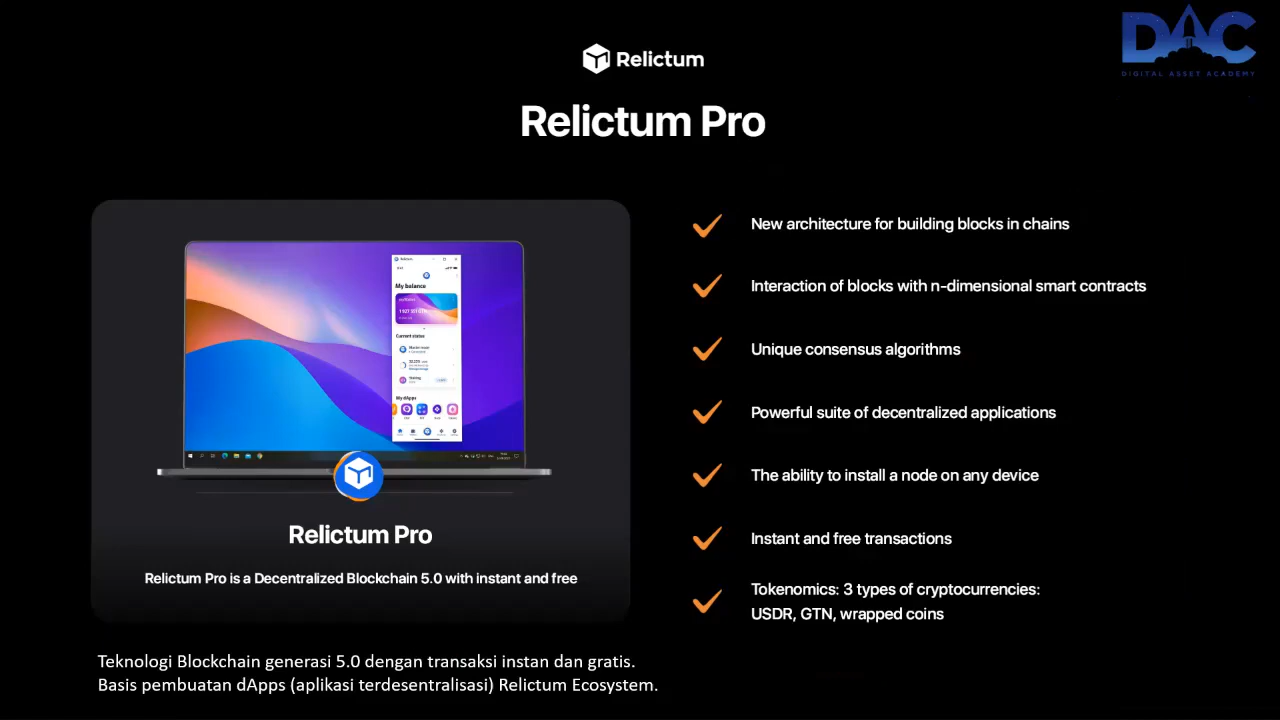 DAC
DIGITAL ASSET ACADEMY
Relictum
Relictum Pro
My balance
Current status
My dApps
Relictum Pro
Relictum Pro is a Decentralized Blockchain 5.0 with instant and free
New architecture for building blocks in chains
Interaction of blocks with n-dimensional smart contracts
Unique consensus algorithms
Powerful suite of decentralized applications
The ability to install a node on any device
Instant and free transactions
Tokenomics: 3 types of cryptocurrencies:
USDR, GTN, wrapped coins
Teknologi Blockchain generasi 5.0 dengan transaksi instan dan gratis.
Basis pembuatan dApps (aplikasi terdesentralisasi) Relictum Ecosystem.